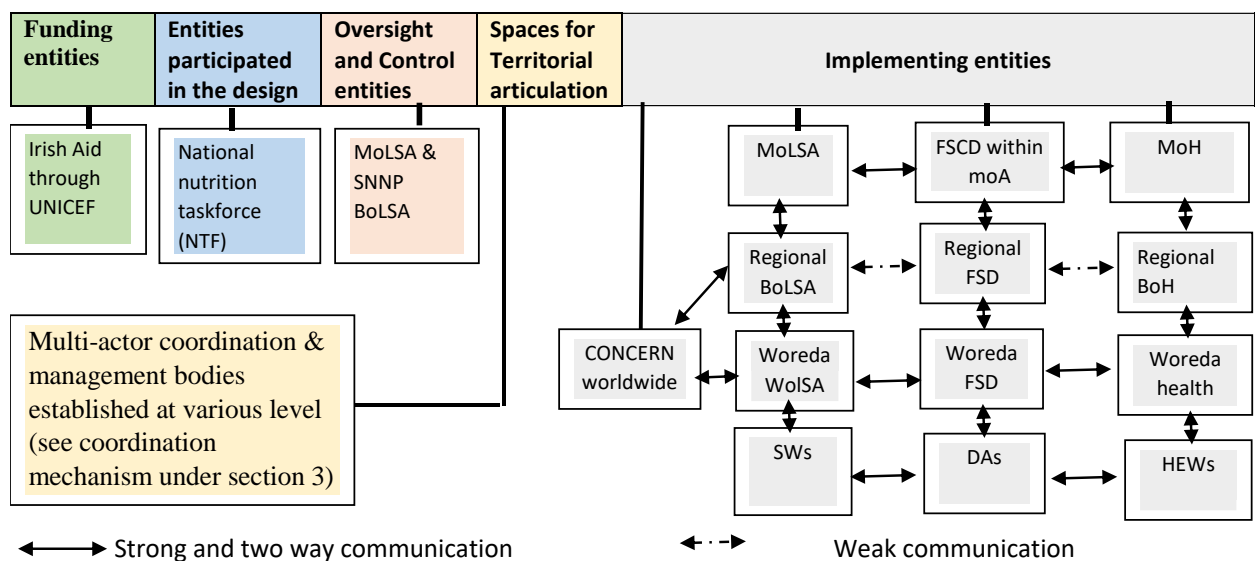 Funding
entities
Entities
participated
in the design
Oversight
and Control
entities
Spaces for
Territorial
articulation
Implementing entities
Irish Aid
through
UNICEF
National
nutrition
taskforce
(NTF)
MoLSA &
SNNP
BoLSA
MoLSA
FSCD within
moA
MoH
Regional
BoLSA
Regional
FSD
Regional
BoH
Multi-actor coordination &
management bodies
established at various level
(see coordination
mechanism under section 3)
CONCERN
worldwide
Woreda
WolSA
Woreda
FSD
Woreda
health
SWs
DAs
HEWs
Strong and two way communication
Weak communication